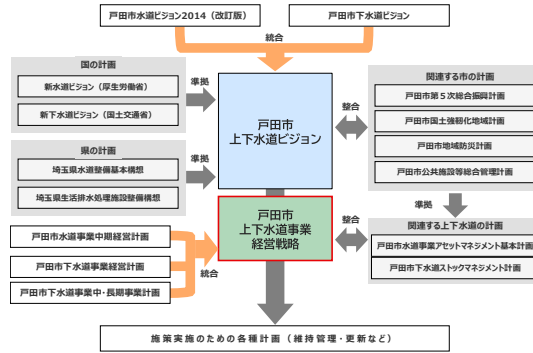 戸田市水道ビジョン2014（改訂版）
戸田市下水道ビジョン
統合
国の計画
新水道ビジョン（厚生労働省）
新下水道ビジョン（国土交通省）
準拠
県の計画
埼玉県水道整備基本構想
埼玉県生活排水処理施設整備構想
準拠
戸田市
上下水道ビジョン
整合
関連する市の計画
戸田市第５次総合振興計画
戸田市国土強靭化地域計画
戸田市地域防災計画
戸田市公共施設等総合管理計画
準拠
戸田市水道事業中期経営計画
戸田市下水道事業経営計画
戸田市下水道事業中・長期事業計画
統合
戸田市
上下水道事業
経営戦略
整合
関連する上下水道の計画
戸田市水道事業アセットマネジメント基本計画
戸田市下水道ストックマネジメント計画
施策実施のための各種計画（維持管理・更新など）